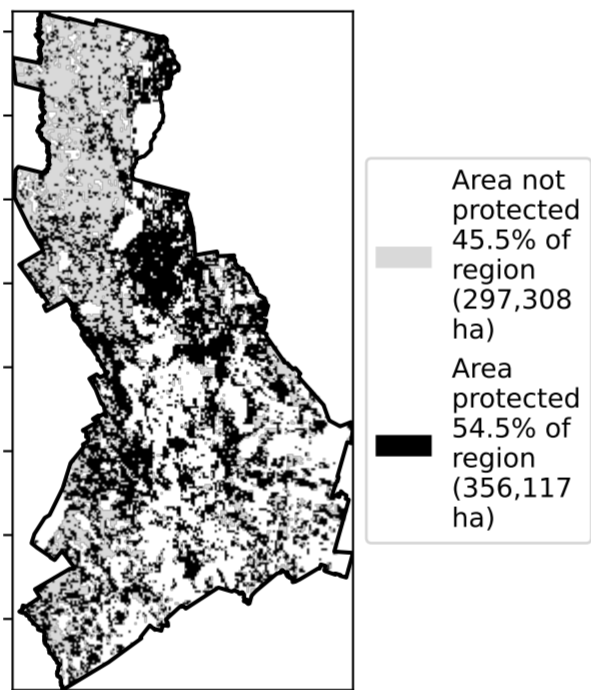 Area not
protected
45.5% of
region
(297,308
ha)
Area
protected
54.5% of
region
(356,117
ha)